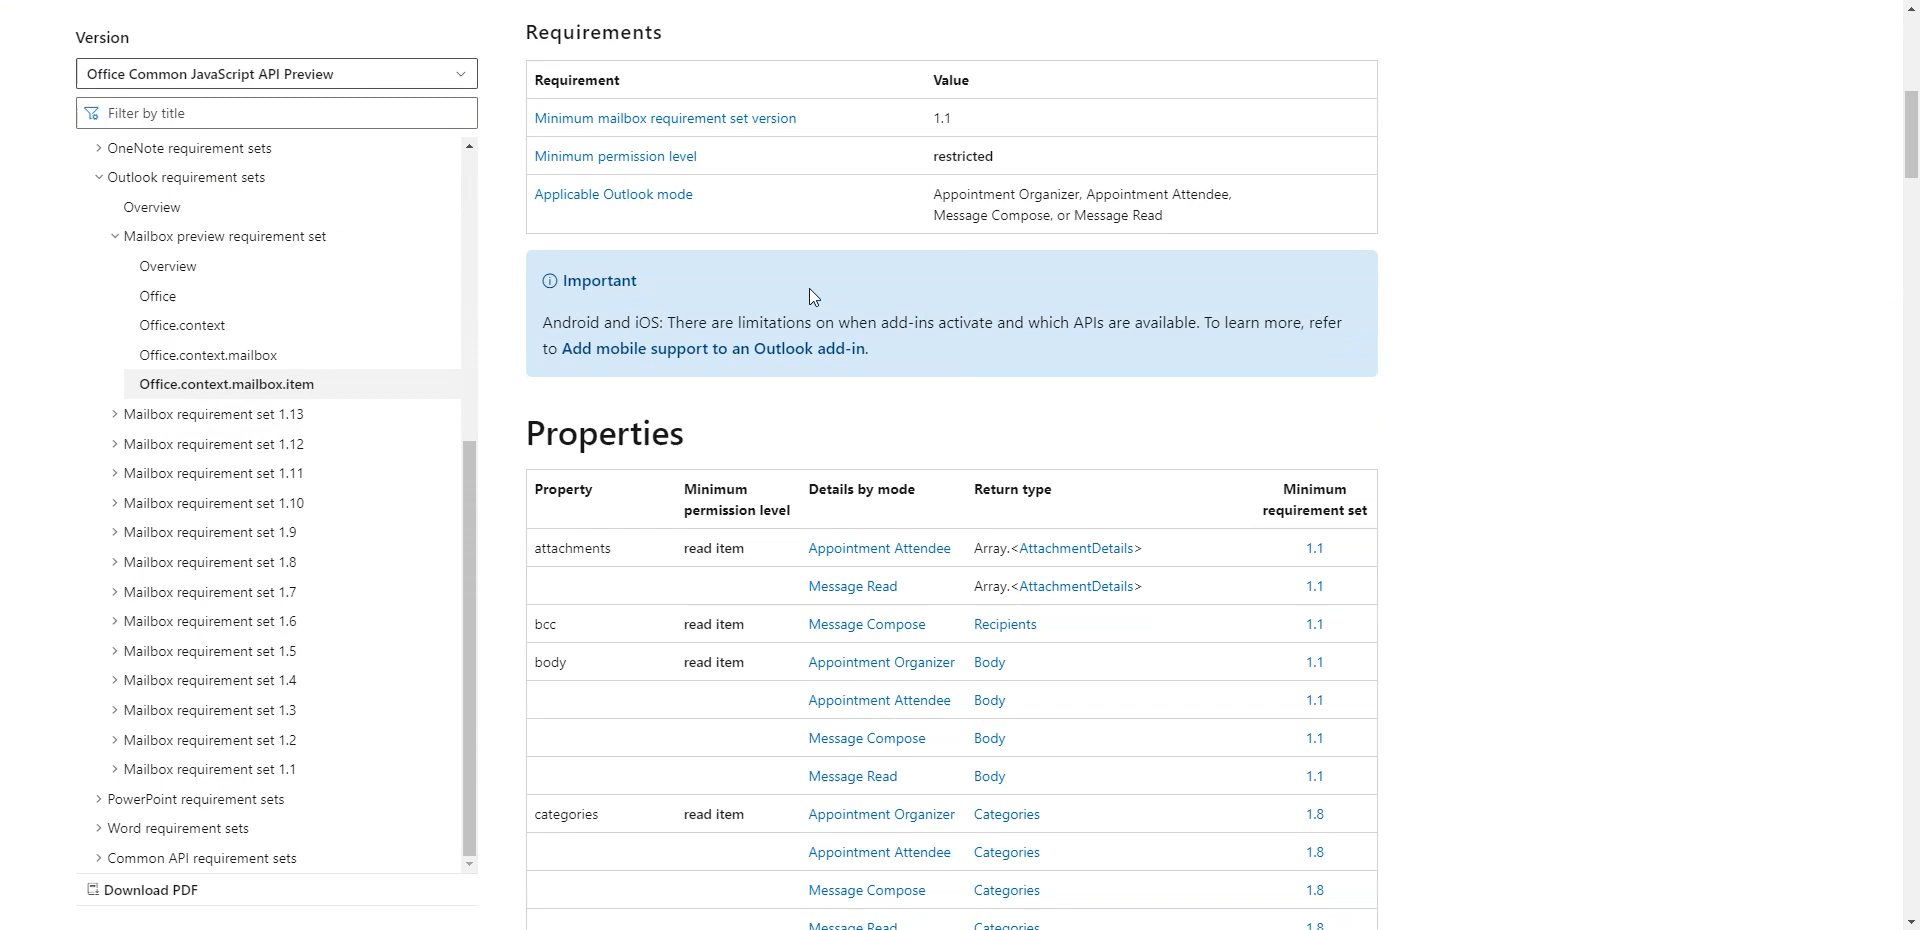 Version
Office Common JavaScript API Preview
Filter by title
OneNote requirement sets
Outlook requirement sets
Overview
Mailbox preview requirement set
Overview
Office
Office.context
Office.context.mailbox
Office.context.mailbox.item
Mailbox requirement set 1.13
Mailbox requirement set 1.12
Mailbox requirement set 1.11
Mailbox requirement set 1.10
Mailbox requirement set 1.9
Mailbox requirement set 1.8
Mailbox requirement set 1.7
Mailbox requirement set 1.6
Mailbox requirement set 1.5
Mailbox requirement set 1.4
Mailbox requirement set 1.3
Mailbox requirement set 1.2
Mailbox requirement set 1.1
PowerPoint requirement sets
Word requirement sets
Common API requirement sets
Download PDF
Requirements
Requirement Value
Minimum mailbox requirement set version 1.1
Minimum permission level restricted
Applicable Outlook mode Appointment Organizer, Appointment Attendee,
Message Compose, or Message Read
Important
Android and iOS: There are limitations on when add-ins activate and which APIs are available. To learn more, refer
to Add mobile support to an Outlook add-in.
Properties
Property Minimum Details by mode Return type Minimum
permission level requirement set
attachments read item Appointment Attendee Array.<AttachmentDetails> 1.1
Message Read Array.<AttachmentDetails> 1.1
bcc read item Message Compose Recipients 1.1
body read item Appointment Organizer Body 1.1
Appointment Attendee Body 1.1
Message Compose Body 1.1
Message Read Body 1.1
categories read item Appointment Organizer Categories 1.8
Appointment Attendee Categories 1.8
Message Compose Categories 1.8
Message Read Categories 1.8